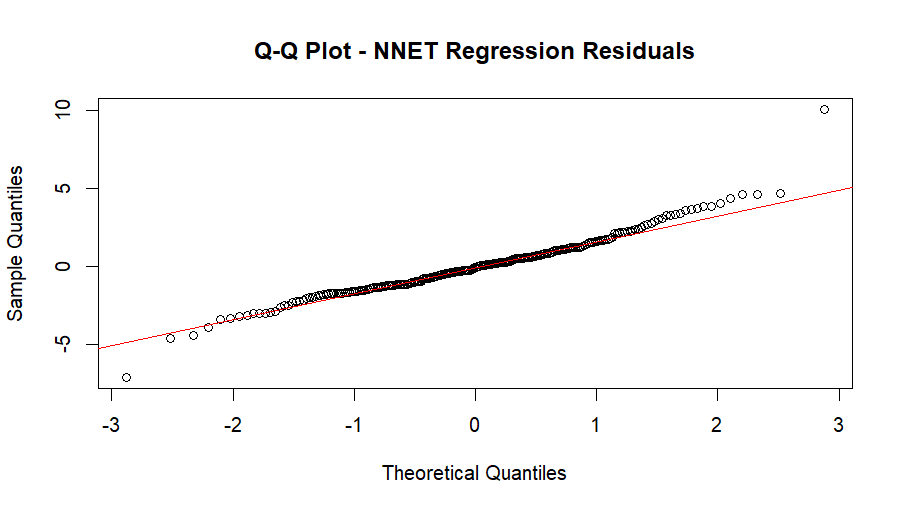 Q-Q Plot - NNET Regression Residuals
Sample Quantiles
10
5
0
-5
-3 -2 -1 0 1 2 3
Theoretical Quantiles